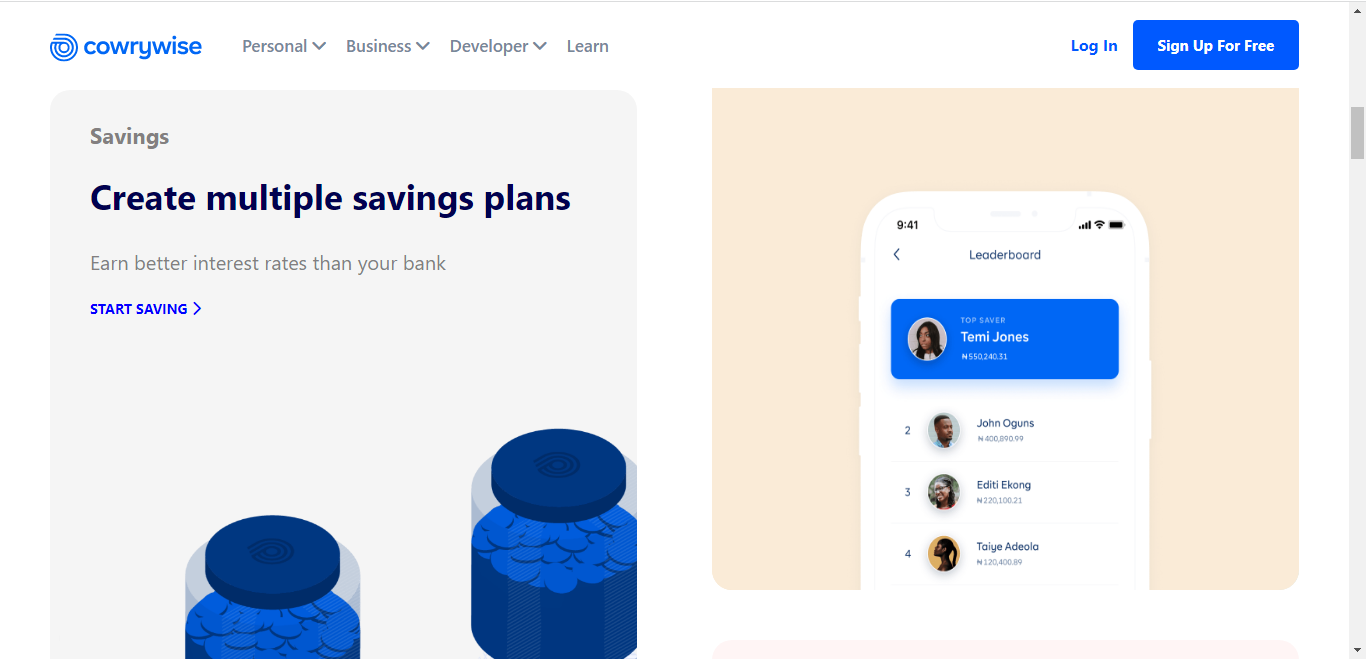 cowrywise
Personal Business Developer Learn
Log In
Sign Up For Free
Savings
Create multiple savings plans
Earn better interest rates than your bank
START SAVING
9:41
Leaderboard
TOP SAVER
Temi Jones
₦550,240.31
2
John Oguns
₦400,890.99
3
Editi Ekong
₦220,100.21
4
Taiye Adeola
₦120,400.89